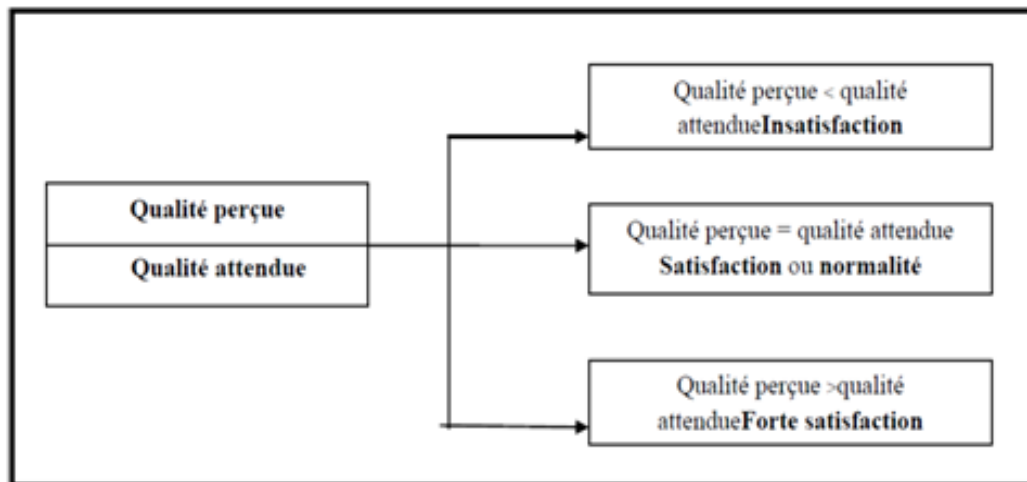 Qualité perçue < qualité
attendueInsatisfaction
Qualité perçue
Qualité attendue
Qualité perçue = qualité attendue
Satisfaction ou normalité
Qualité perçue >qualité
attendueForte satisfaction